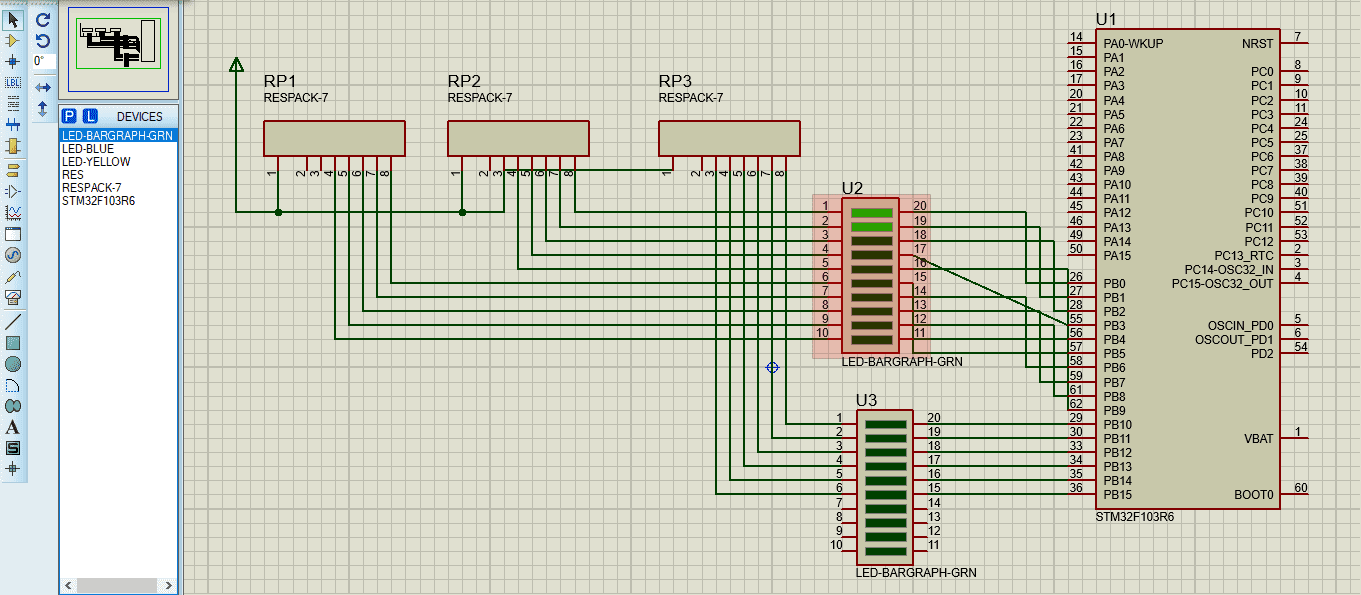 0°
P L DEVICES
LED-BARGRAPH-GRN
LED-BLUE
LED-YELLOW
RES
RESPACK-7
STM32F103R6
LBL
A
S
RP1
RESPACK-7
1 2 3 4 5 6 7 8
RP2
RESPACK-7
1 2 3 4 5 6 7 8
RP3
RESPACK-7
1 2 3 4 5 6 7 8
U2
1 20
2 19
3 18
4 17
5 16
6 15
7 14
8 13
9 12
10 11
LED-BARGRAPH-GRN
U3
1 20
2 19
3 18
4 17
5 16
6 15
7 14
8 13
9 12
10 11
LED-BARGRAPH-GRN
U1
14 PA0-WKUP NRST 7
15 PA1
16 PA2 PC0 8
17 PA3 PC1 9
20 PA4 PC2 10
21 PA5 PC3 11
22 PA6 PC4 24
23 PA7 PC5 25
41 PA8 PC6 37
42 PA9 PC7 38
43 PA10 PC8 39
44 PA11 PC9 40
45 PA12 PC10 51
46 PA13 PC11 52
49 PA14 PC12 53
50 PA15 PC13_RTC 2
PC14-OSC32_IN 3
26 PB0 PC15-OSC32_OUT 4
27 PB1
28 PB2
55 PB3 OSCIN_PD0 5
56 PB4 OSCOUT_PD1 6
57 PB5 PD2 54
58 PB6
59 PB7
61 PB8
62 PB9
29 PB10
30 PB11 VBAT 1
33 PB12
34 PB13
35 PB14
36 PB15 BOOT0 60
STM32F103R6